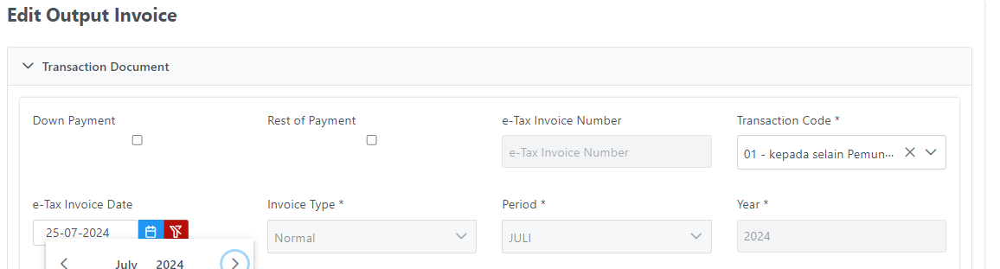 Edit Output Invoice
Transaction Document
Down Payment
Rest of Payment
e-Tax Invoice Number
Transaction Code *
e-Tax Invoice Number
01 - kepada selain Pemun...
e-Tax Invoice Date
Invoice Type *
Period *
Year *
25-07-2024
Normal
JULI
2024
July 2024